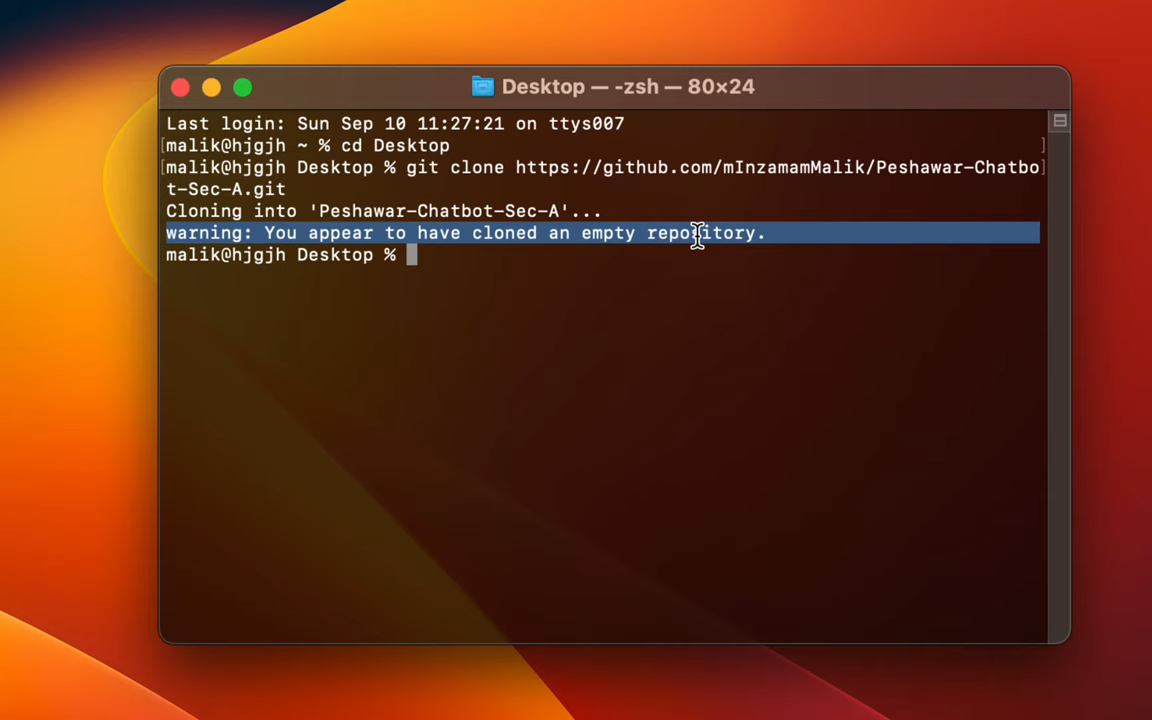 Desktop — -zsh — 80×24
Last login: Sun Sep 10 11:27:21 on ttys007
[malik@hjgjh ~ % cd Desktop ]
[malik@hjgjh Desktop % git clone https://github.com/mInzamamMalik/Peshawar-Chatbo]
t-Sec-A.git
Cloning into 'Peshawar-Chatbot-Sec-A'...
warning: You appear to have cloned an empty repository.
malik@hjgjh Desktop %